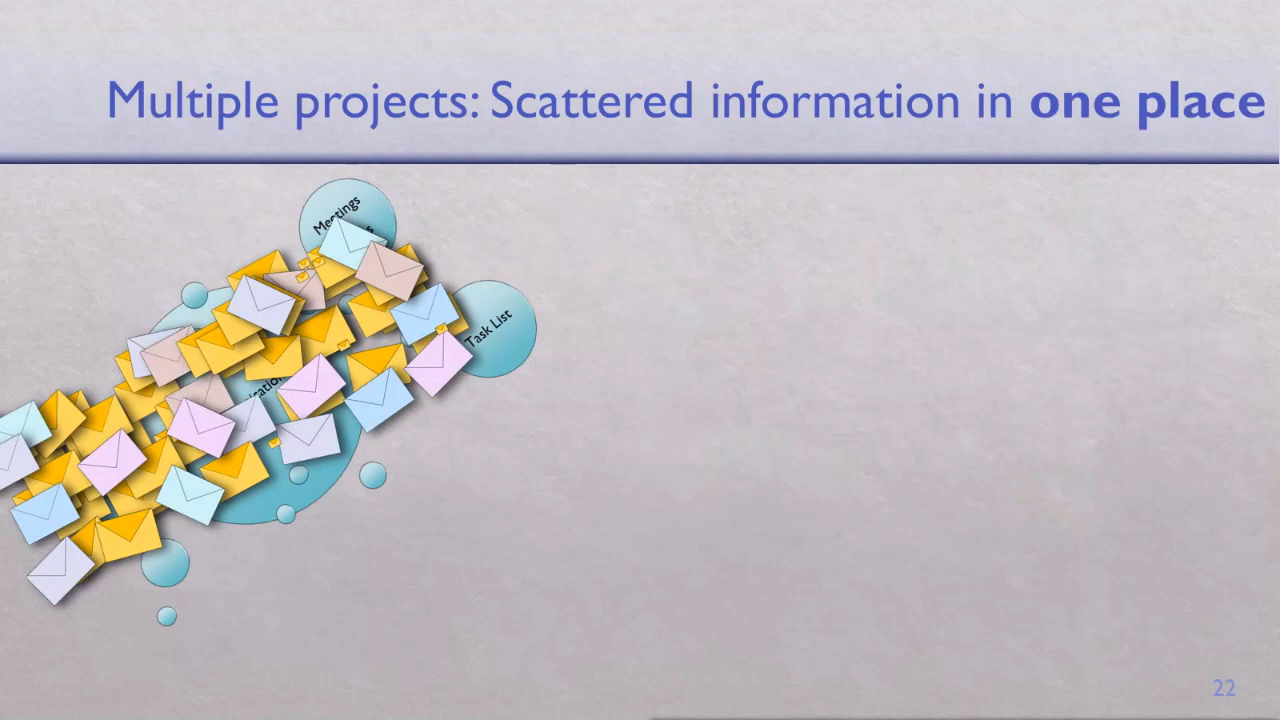 Multiple projects: Scattered information in one place
Meetings
Task List
22